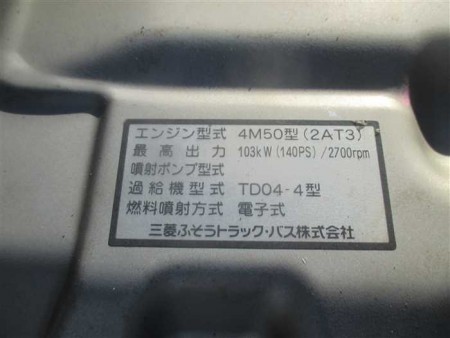 エンジン型式 4M50型(2AT3)
最高出力 103kW(140PS)/2700rpm
噴射ポンプ型式
過給機型式 TD04-4型
燃料噴射方式 電子式
三菱ふそうトラック・バス株式会社